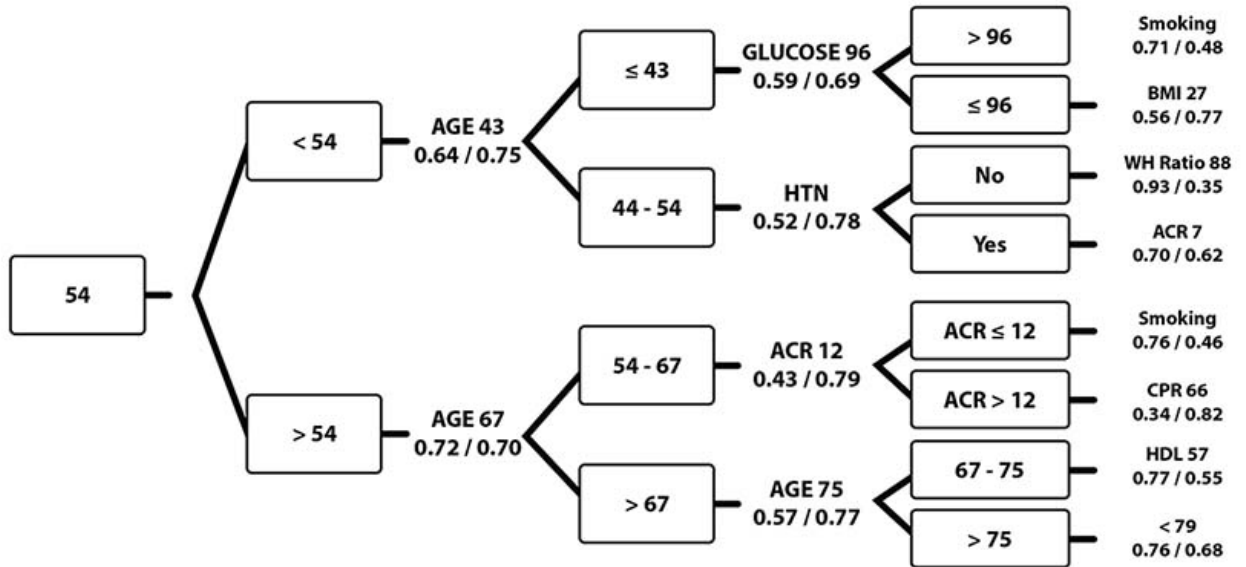 54
< 54
AGE 43
0.64 / 0.75
≤ 43
GLUCOSE 96
0.59 / 0.69
> 96
Smoking
0.71 / 0.48
≤ 96
BMI 27
0.56 / 0.77
44 - 54
HTN
0.52 / 0.78
No
WH Ratio 88
0.93 / 0.35
Yes
ACR 7
0.70 / 0.62
> 54
AGE 67
0.72 / 0.70
54 - 67
ACR 12
0.43 / 0.79
ACR ≤ 12
Smoking
0.76 / 0.46
ACR > 12
CPR 66
0.34 / 0.82
> 67
AGE 75
0.57 / 0.77
67 - 75
HDL 57
0.77 / 0.55
> 75
< 79
0.76 / 0.68